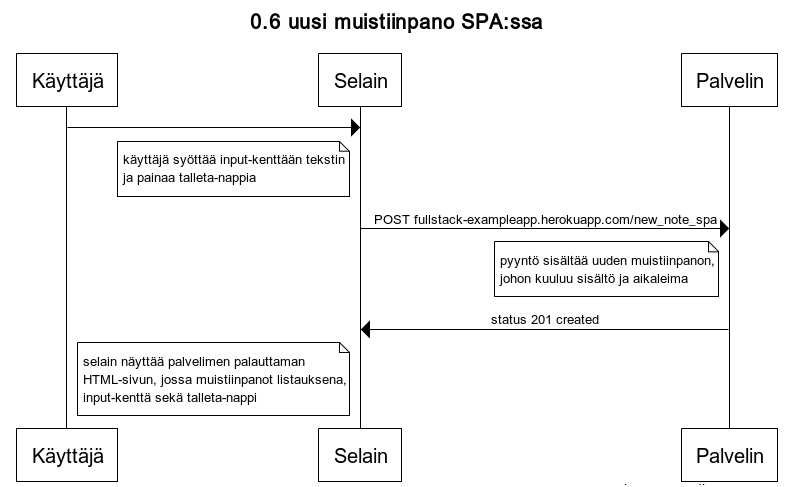 0.6 uusi muistiinpano SPA:ssa
Käyttäjä
Selain
Palvelin
käyttäjä syöttää input-kenttään tekstin
ja painaa talleta-nappia
POST fullstack-exampleapp.herokuapp.com/new_note_spa
pyyntö sisältää uuden muistiinpanon,
johon kuuluu sisältö ja aikaleima
status 201 created
selain näyttää palvelimen palauttaman
HTML-sivun, jossa muistiinpanot listauksena,
input-kenttä sekä talleta-nappi
Käyttäjä
Selain
Palvelin